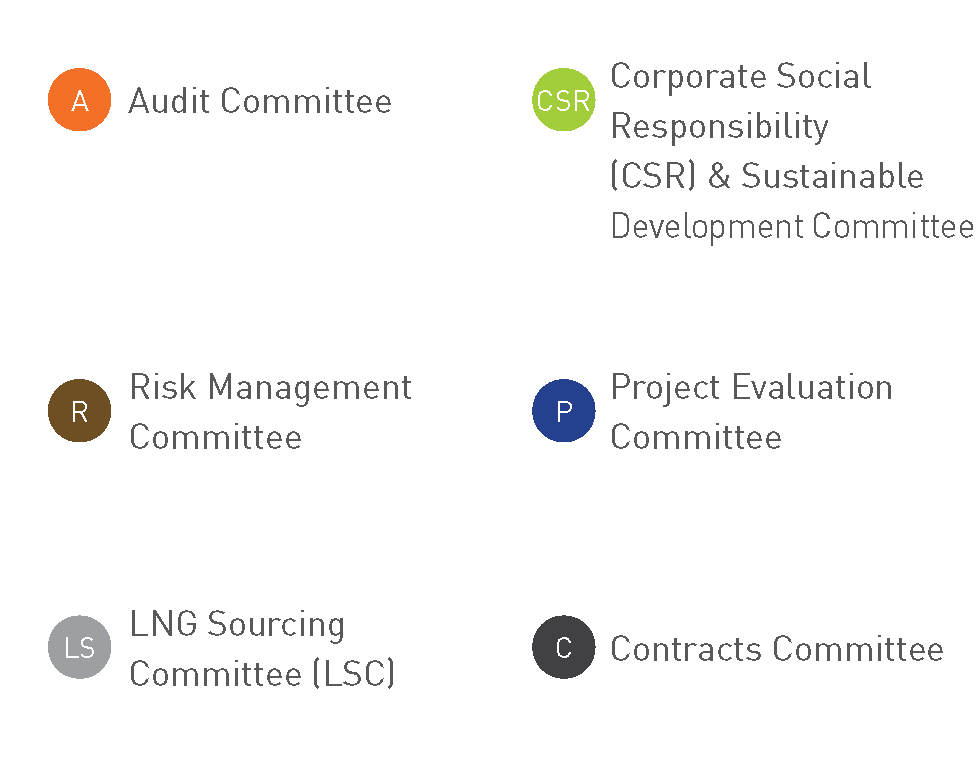 A
Audit Committee
CSR
Corporate Social
Responsibility
(CSR) & Sustainable
Development Committee
R
Risk Management
Committee
P
Project Evaluation
Committee
LS
LNG Sourcing
Committee (LSC)
C
Contracts Committee